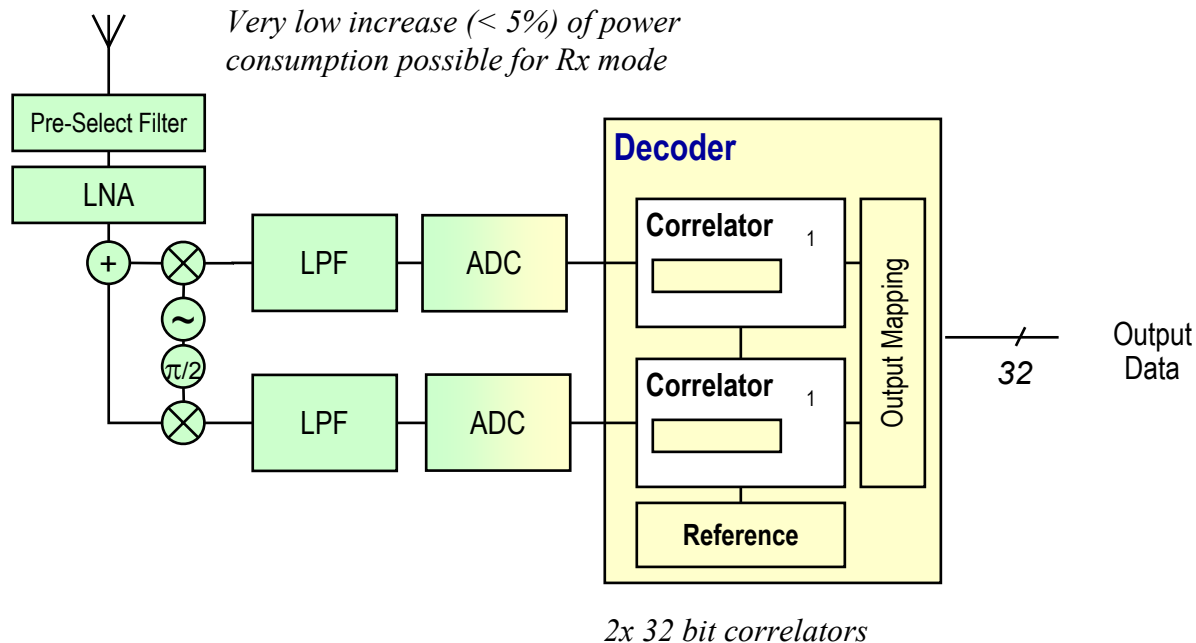 Very low increase (< 5%) of power
consumption possible for Rx mode
Pre-Select Filter
LNA
+
~
π/2
LPF
ADC
LPF
ADC
Decoder
Correlator
1
Correlator
1
Reference
Output Mapping
32
Output
Data
2x 32 bit correlators